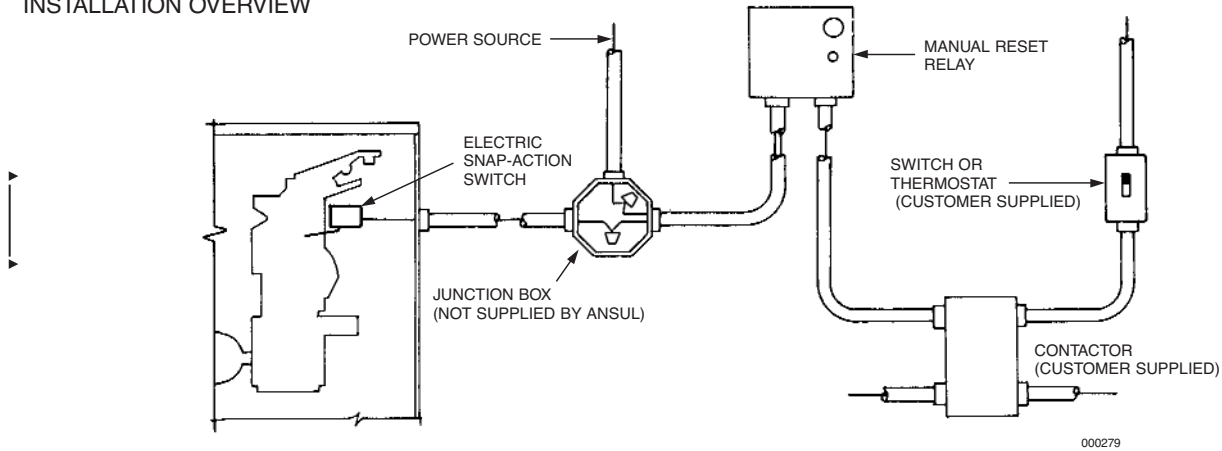 INSTALLATION OVERVIEW
POWER SOURCE
MANUAL RESET
RELAY
ELECTRIC
SNAP-ACTION
SWITCH
SWITCH OR
THERMOSTAT
(CUSTOMER SUPPLIED)
JUNCTION BOX
(NOT SUPPLIED BY ANSUL)
CONTACTOR
(CUSTOMER SUPPLIED)
000279